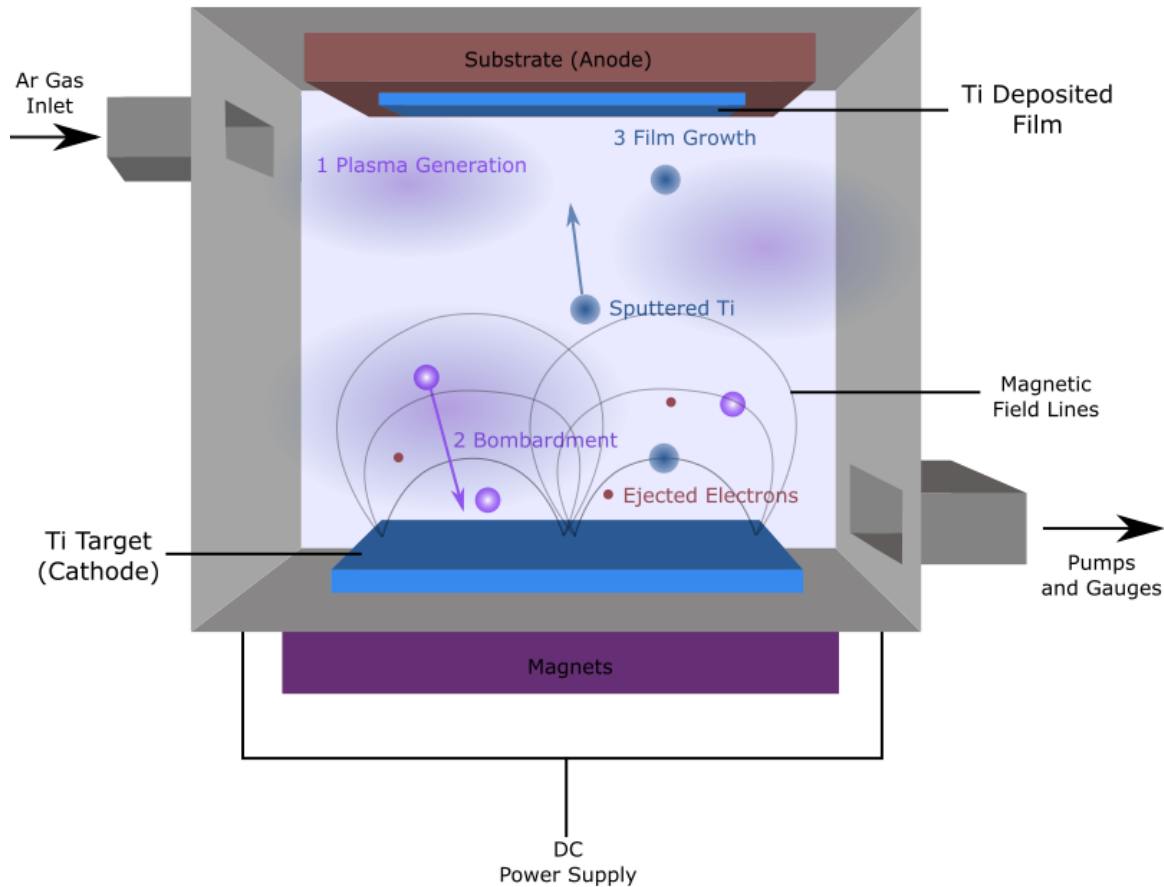 Substrate (Anode)
Ar Gas
Inlet
Ti Deposited
Film
3 Film Growth
1 Plasma Generation
Sputtered Ti
Magnetic
Field Lines
2 Bombardment
Ejected Electrons
Ti Target
(Cathode)
Pumps
and Gauges
Magnets
DC
Power Supply